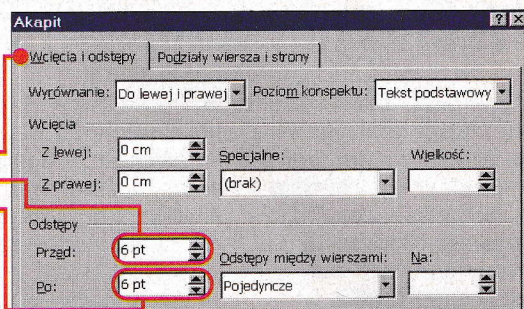 Akapit
Wcięcia i odstępy
Podziały wiersza i strony
Wyrównanie: Do lewej i prawej Poziom konspektu: Tekst podstawowy
Wcięcia
Z lewej: 0 cm Specjalne: Wielkość:
Z prawej: 0 cm (brak)
Odstępy
Przed: 6 pt Odstępy między wierszami: Na:
Po: 6 pt Pojedyncze